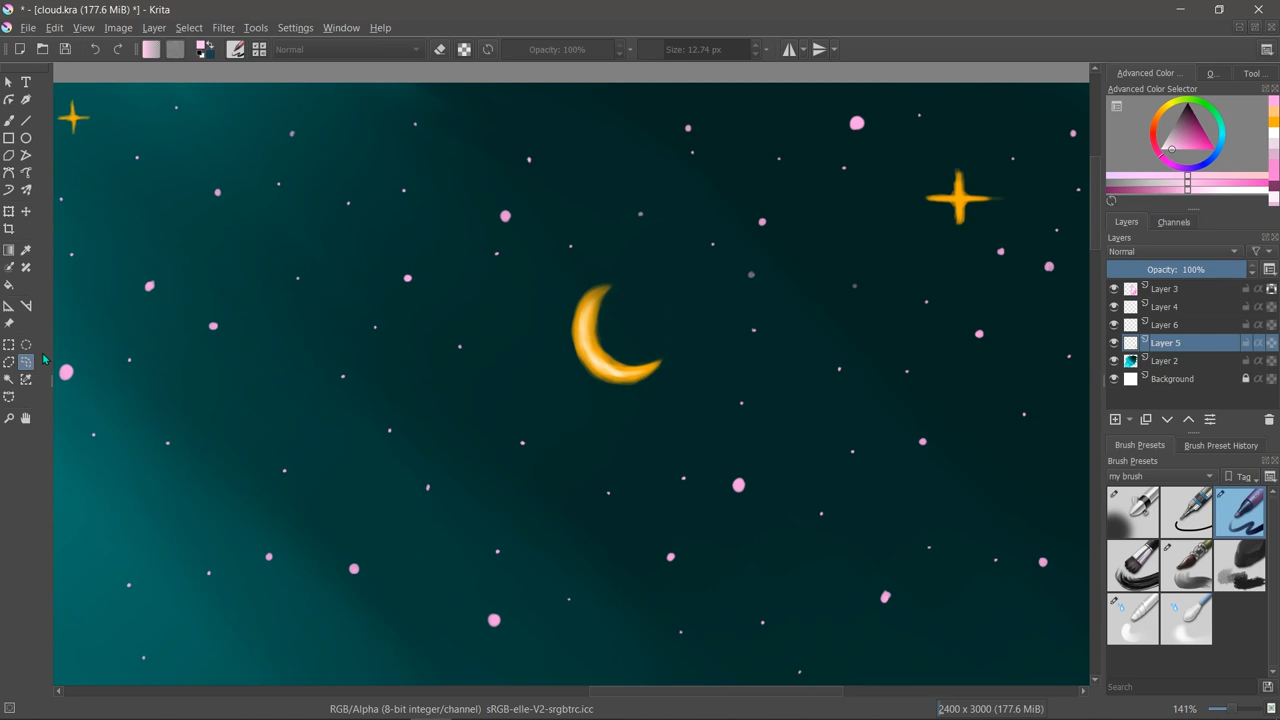 * - [cloud.kra (177.6 MiB) *] - Krita
File Edit View Image Layer Select Filter Tools Settings Window Help
Normal Opacity: 100% Size: 12.74 px
Advanced Color ... O... Tool ...
Advanced Color Selector
Layers Channels
Layers
Normal
Opacity: 100%
Layer 3
Layer 4
Layer 6
Layer 5
Layer 2
Background
Brush Presets Brush Preset History
Brush Presets
my brush Tag
Search
RGB/Alpha (8-bit integer/channel) sRGB-elle-V2-srgbtrc.icc 2400 x 3000 (177.6 MiB) 141%